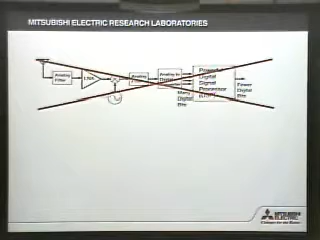 MITSUBISHI ELECTRIC RESEARCH LABORATORIES
Analog
Filter
LNA
Analog
Analog to
Digital
Powerful
Digital
Signal
Processor
Many
Digital
Bits
Fewer
Digital
Bits
MITSUBISHI
ELECTRIC
Changes for the Better